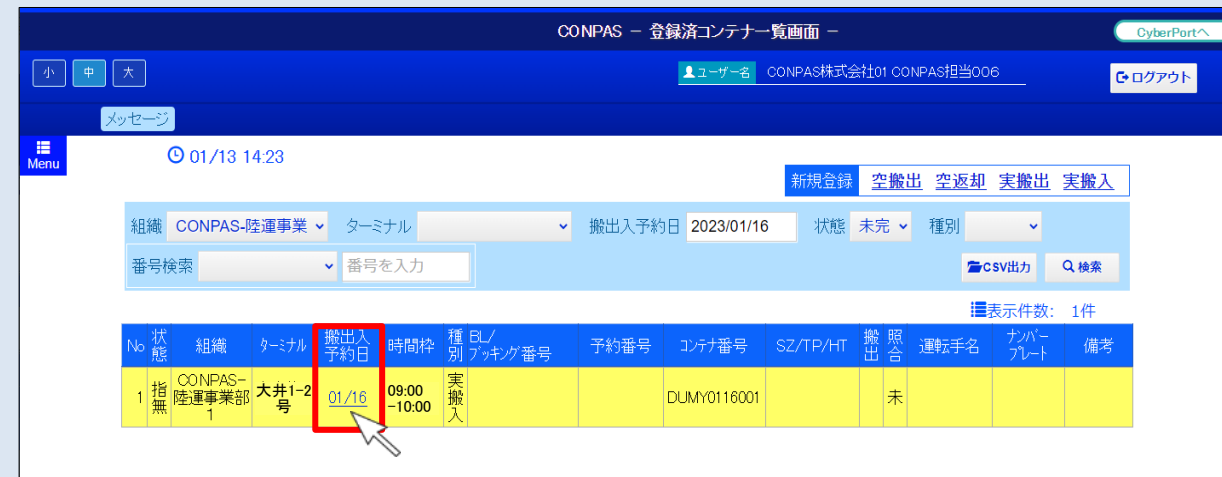 CONPAS － 登録済コンテナ一覧画面 －
CyberPortへ
小 中 大
ユーザー名 CONPAS株式会社01 CONPAS担当006
ログアウト
メッセージ
Menu
01/13 14:23
新規登録 空搬出 空返却 実搬出 実搬入
組織 CONPAS-陸運事業 ターミナル 搬出入予約日 2023/01/16 状態 未完 種別
番号検索 番号を入力 CSV出力 検索
表示件数: 1件
No 状態 組織 ターミナル 搬出入予約日 時間枠 種別 BL/ブッキング番号 予約番号 コンテナ番号 SZ/TP/HT 搬出 照合 運転手名 ナンバープレート 備考
1 指無 CONPAS-陸運事業部1 大井1-2号 01/16 09:00-10:00 実搬入 DUMY0116001 未